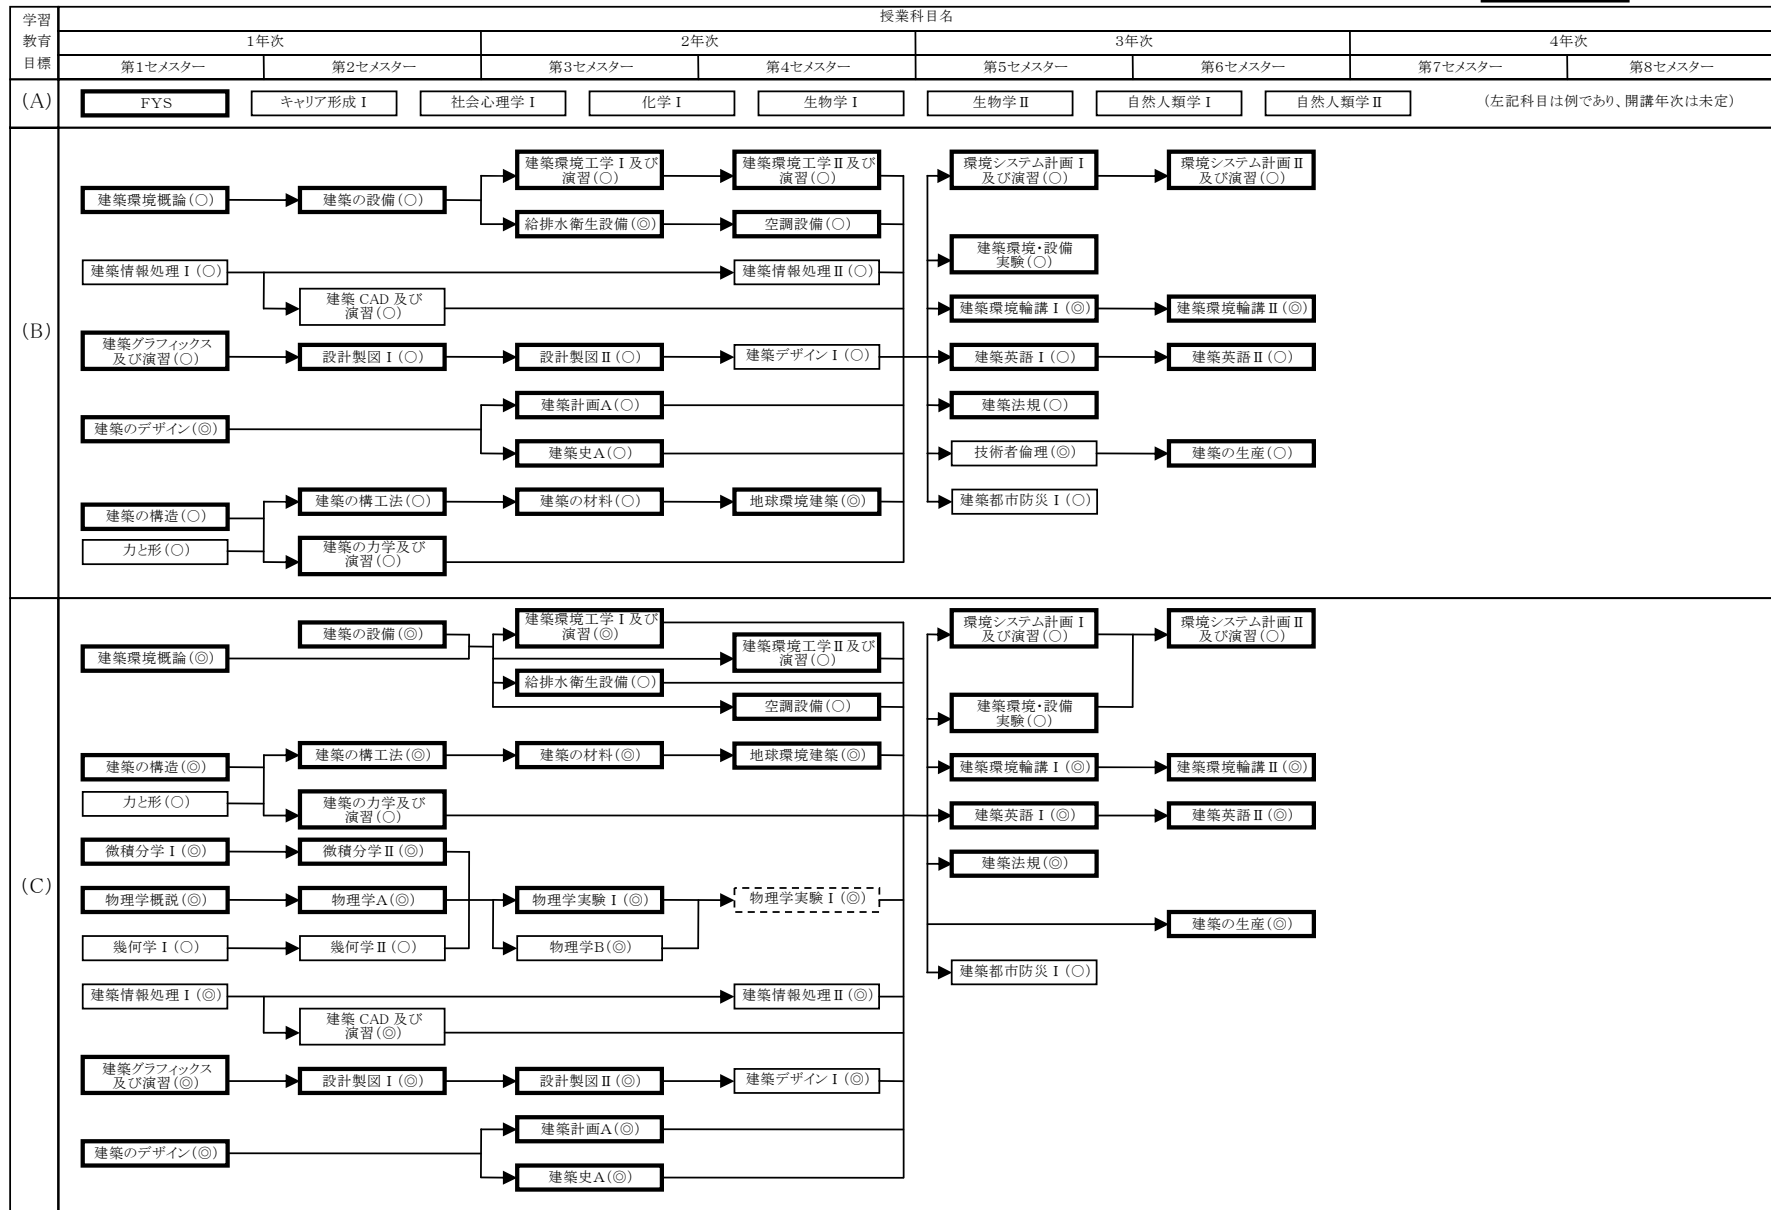 学習
教育
目標
授業科目名
1年次
2年次
3年次
4年次
第1セメスター
第2セメスター
第3セメスター
第4セメスター
第5セメスター
第6セメスター
第7セメスター
第8セメスター
(A)
FYS
キャリア形成Ⅰ
社会心理学Ⅰ
化学Ⅰ
生物学Ⅰ
生物学Ⅱ
自然人類学Ⅰ
自然人類学Ⅱ
(左記科目は例であり、開講年次は未定)
(B)
建築環境概論(○)
建築の設備(○)
建築環境工学Ⅰ及び
演習(○)
建築環境工学Ⅱ及び
演習(○)
環境システム計画Ⅰ
及び演習(○)
環境システム計画Ⅱ
及び演習(○)
給排水衛生設備(◎)
空調設備(○)
建築環境・設備
実験(○)
建築情報処理Ⅰ(○)
建築情報処理Ⅱ(○)
建築 CAD 及び
演習(○)
建築環境輪講Ⅰ(◎)
建築環境輪講Ⅱ(◎)
建築グラフィックス
及び演習(○)
設計製図Ⅰ(○)
設計製図Ⅱ(○)
建築デザインⅠ(○)
建築英語Ⅰ(○)
建築英語Ⅱ(○)
建築のデザイン(◎)
建築計画A(○)
建築法規(○)
建築史A(○)
技術者倫理(◎)
建築の生産(○)
建築の構造(○)
建築の構工法(○)
建築の材料(○)
地球環境建築(◎)
建築都市防災Ⅰ(○)
力と形(○)
建築の力学及び
演習(○)
(C)
建築環境概論(◎)
建築の設備(◎)
建築環境工学Ⅰ及び
演習(◎)
建築環境工学Ⅱ及び
演習(○)
環境システム計画Ⅰ
及び演習(○)
環境システム計画Ⅱ
及び演習(○)
給排水衛生設備(○)
空調設備(○)
建築環境・設備
実験(○)
建築の構造(◎)
建築の構工法(◎)
建築の材料(◎)
地球環境建築(◎)
建築環境輪講Ⅰ(◎)
建築環境輪講Ⅱ(◎)
力と形(○)
建築の力学及び
演習(○)
建築英語Ⅰ(◎)
建築英語Ⅱ(◎)
微積分学Ⅰ(◎)
微積分学Ⅱ(◎)
建築法規(◎)
物理学概説(◎)
物理学A(◎)
物理学実験Ⅰ(◎)
物理学実験Ⅰ(◎)
建築の生産(◎)
幾何学Ⅰ(○)
幾何学Ⅱ(○)
物理学B(◎)
建築都市防災Ⅰ(○)
建築情報処理Ⅰ(◎)
建築情報処理Ⅱ(◎)
建築 CAD 及び
演習(◎)
建築グラフィックス
及び演習(◎)
設計製図Ⅰ(◎)
設計製図Ⅱ(◎)
建築デザインⅠ(◎)
建築のデザイン(◎)
建築計画A(◎)
建築史A(◎)